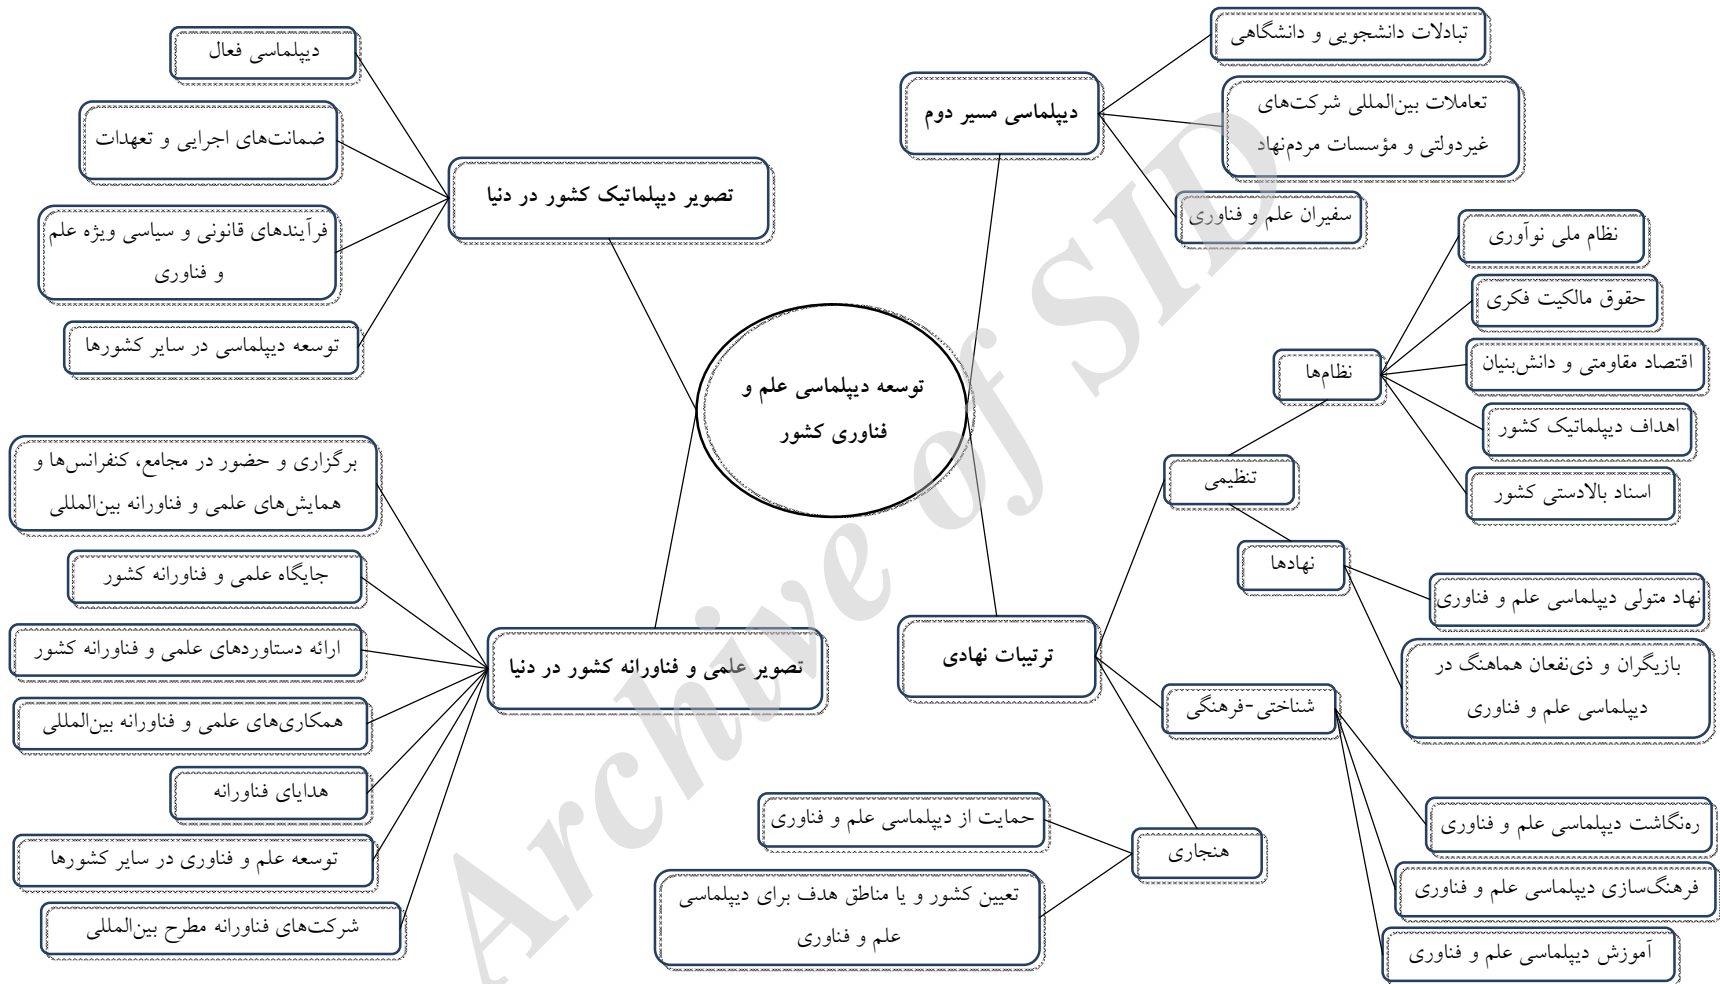 توسعه دیپلماسی علم و
فناوری کشور
دیپلماسی مسیر دوم
تبادلات دانشجویی و دانشگاهی
تعاملات بین‌المللی شرکت‌های
غیردولتی و مؤسسات مردم‌نهاد
سفیران علم و فناوری
ترتیبات نهادی
تنظیمی
نظام‌ها
نظام ملی نوآوری
حقوق مالکیت فکری
اقتصاد مقاومتی و دانش‌بنیان
اهداف دیپلماتیک کشور
اسناد بالادستی کشور
نهادها
نهاد متولی دیپلماسی علم و فناوری
بازیگران و ذی‌نفعان هماهنگ در
دیپلماسی علم و فناوری
شناختی-فرهنگی
ره‌نگاشت دیپلماسی علم و فناوری
فرهنگ‌سازی دیپلماسی علم و فناوری
آموزش دیپلماسی علم و فناوری
هنجاری
حمایت از دیپلماسی علم و فناوری
تعیین کشور و یا مناطق هدف برای دیپلماسی
علم و فناوری
تصویر دیپلماتیک کشور در دنیا
دیپلماسی فعال
ضمانت‌های اجرایی و تعهدات
فرآیندهای قانونی و سیاسی ویژه علم
و فناوری
توسعه دیپلماسی در سایر کشورها
تصویر علمی و فناورانه کشور در دنیا
برگزاری و حضور در مجامع، کنفرانس‌ها و
همایش‌های علمی و فناورانه بین‌المللی
جایگاه علمی و فناورانه کشور
ارائه دستاوردهای علمی و فناورانه کشور
همکاری‌های علمی و فناورانه بین‌المللی
هدایای فناورانه
توسعه علم و فناوری در سایر کشورها
شرکت‌های فناورانه مطرح بین‌المللی
Archive of SID